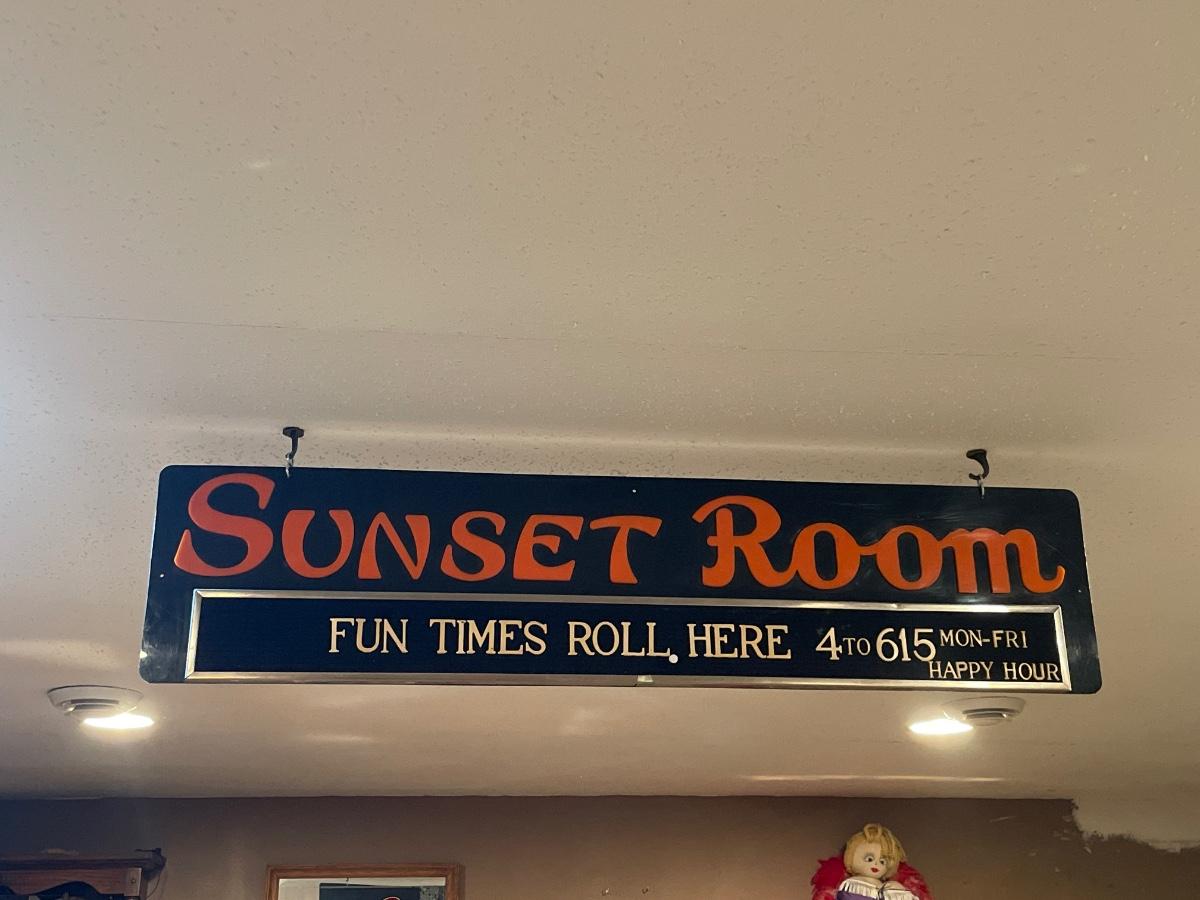 SUNSET ROOM
FUN TIMES ROLL HERE 4 TO 615 MON-FRI
HAPPY HOUR